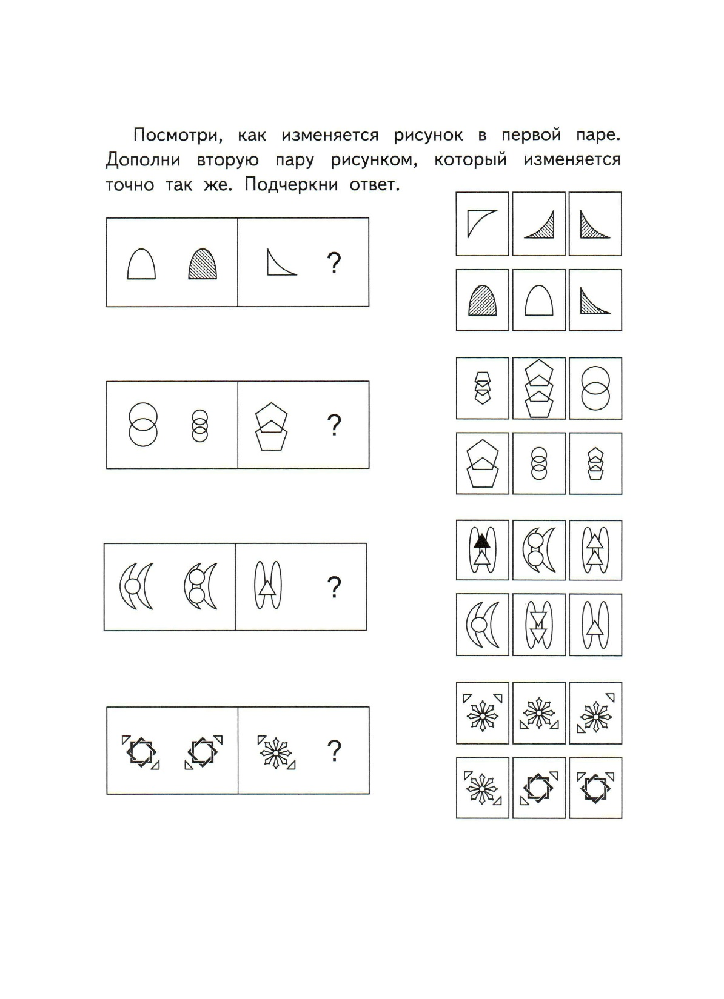 Посмотри, как изменяется рисунок в первой паре.
Дополни вторую пару рисунком, который изменяется
точно так же. Подчеркни ответ.
?
?
?
?